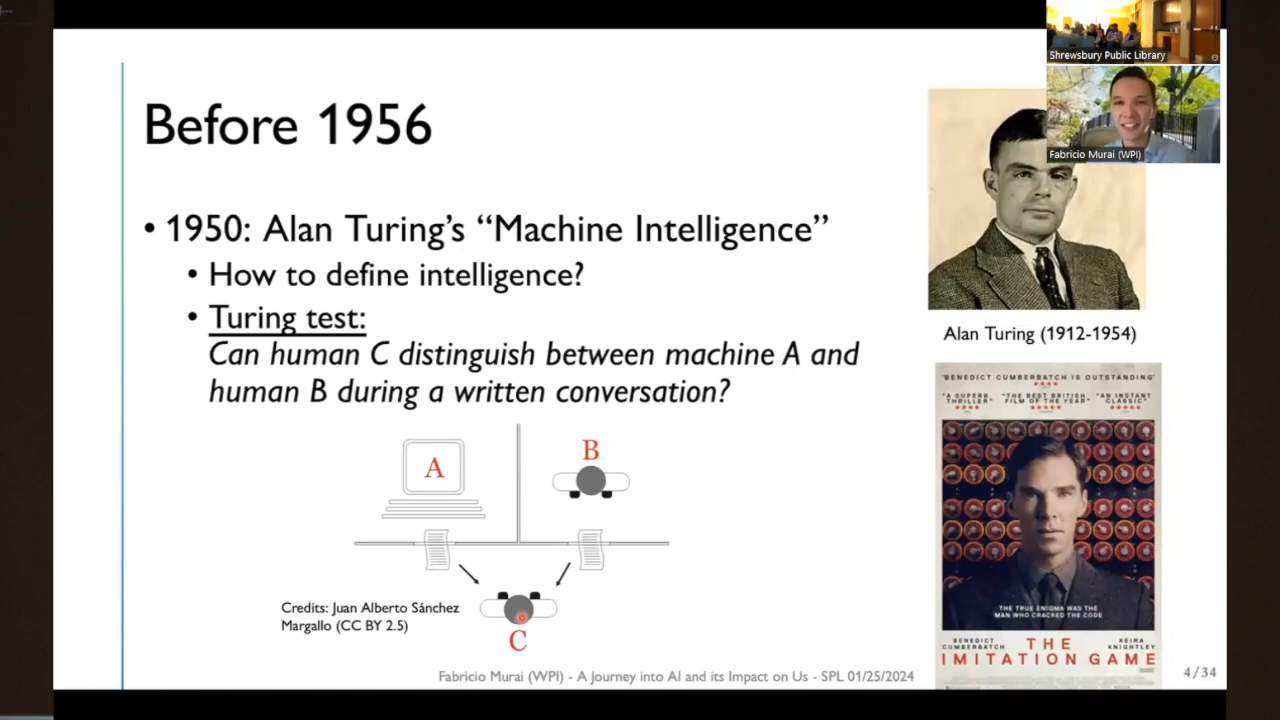 Shrewsbury Public Library
Fabricio Murai (WPI)
Before 1956
• 1950: Alan Turing’s “Machine Intelligence”
• How to define intelligence?
• Turing test:
Can human C distinguish between machine A and
human B during a written conversation?
A
B
C
Credits: Juan Alberto Sánchez
Margallo (CC BY 2.5)
Alan Turing (1912-1954)
"BENEDICT CUMBERBATCH IS OUTSTANDING"
"A SUPERB THRILLER"
"THE BEST BRITISH FILM OF THE YEAR"
"AN INSTANT CLASSIC"
THE TRUE ENIGMA WAS THE
MAN WHO CRACKED THE CODE
BENEDICT CUMBERBATCH
KEIRA KNIGHTLEY
THE
IMITATION GAME
Fabricio Murai (WPI) - A Journey into AI and its Impact on Us - SPL 01/25/2024
4/34